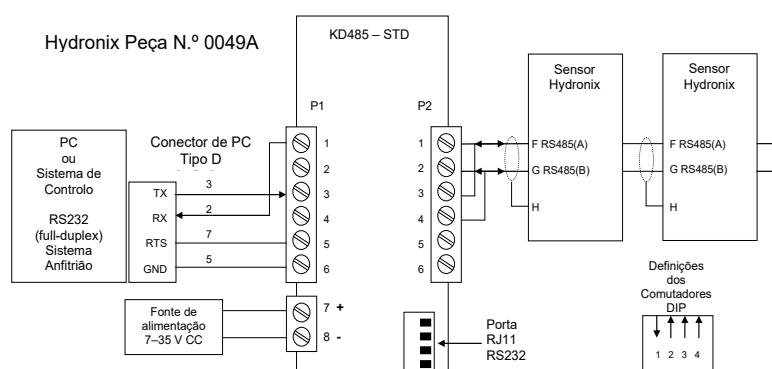 Hydronix Peça N.º 0049A
KD485 – STD
P1
P2
PC
ou
Sistema de
Controlo
RS232
(full-duplex)
Sistema
Anfitrião
Conector de PC
Tipo D
TX
RX
RTS
GND
3
2
7
5
1
2
3
4
5
6
7 +
8 -
Fonte de
alimentação
7–35 V CC
1
2
3
4
5
6
Porta
RJ11
RS232
Sensor
Hydronix
F RS485(A)
G RS485(B)
H
Sensor
Hydronix
F RS485(A)
G RS485(B)
H
Definições
dos
Comutadores
DIP
1 2 3 4